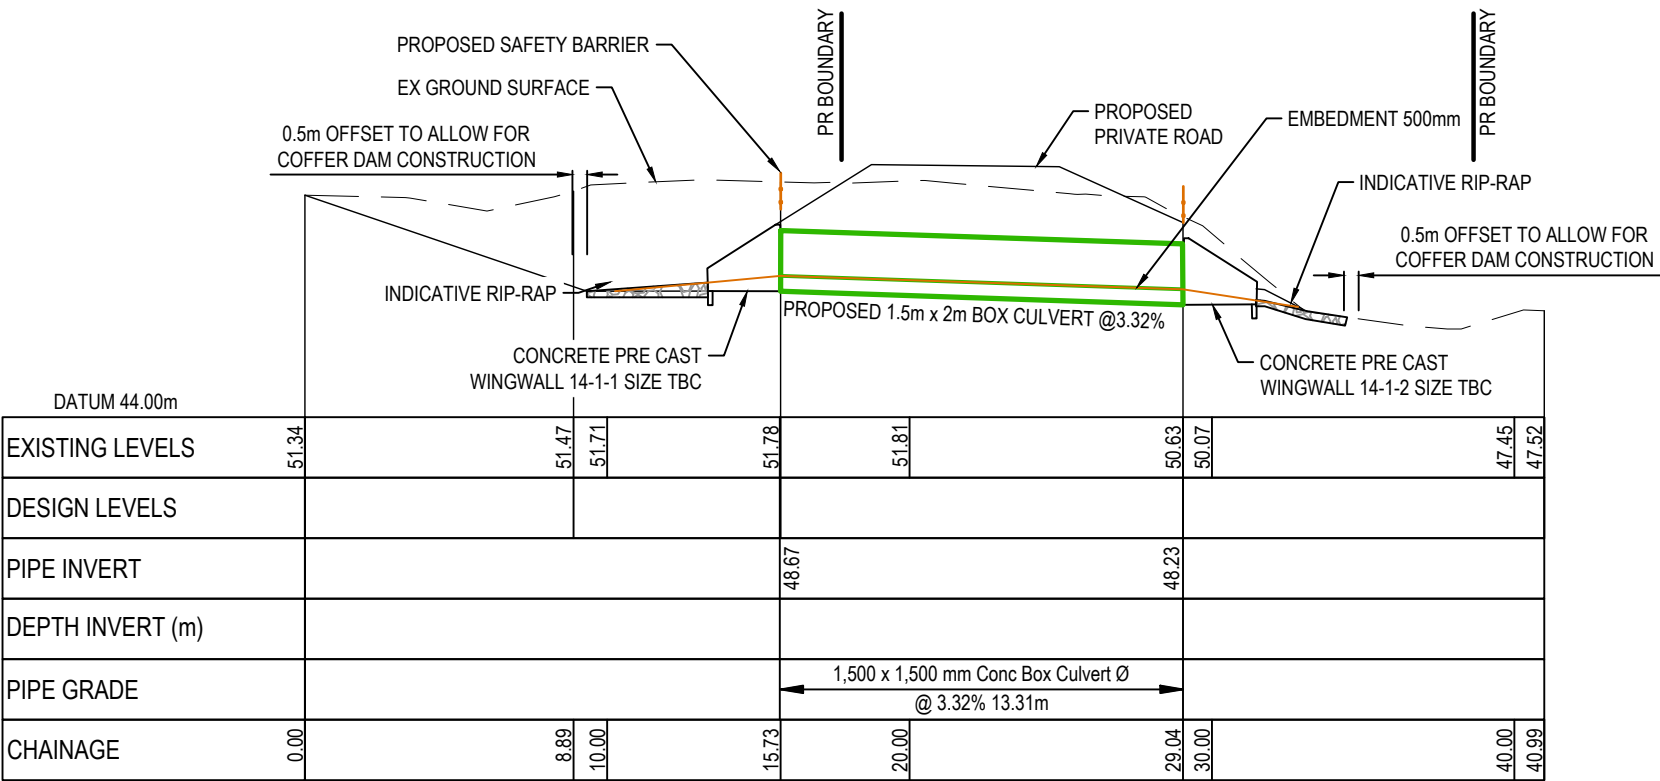 PROPOSED SAFETY BARRIER
EX GROUND SURFACE
0.5m OFFSET TO ALLOW FOR
COFFER DAM CONSTRUCTION
PR BOUNDARY
PROPOSED
PRIVATE ROAD
EMBEDMENT 500mm
PR BOUNDARY
INDICATIVE RIP-RAP
0.5m OFFSET TO ALLOW FOR
COFFER DAM CONSTRUCTION
INDICATIVE RIP-RAP
PROPOSED 1.5m x 2m BOX CULVERT @3.32%
CONCRETE PRE CAST
WINGWALL 14-1-1 SIZE TBC
CONCRETE PRE CAST
WINGWALL 14-1-2 SIZE TBC
DATUM 44.00m
EXISTING LEVELS 51.34 51.47 51.71 51.78 51.81 50.63 50.07 47.45 47.52
DESIGN LEVELS
PIPE INVERT 48.67 48.23
DEPTH INVERT (m)
PIPE GRADE
1,500 x 1,500 mm Conc Box Culvert Ø
@ 3.32% 13.31m
CHAINAGE 0.00 8.89 10.00 15.73 20.00 29.04 30.00 40.00 40.99